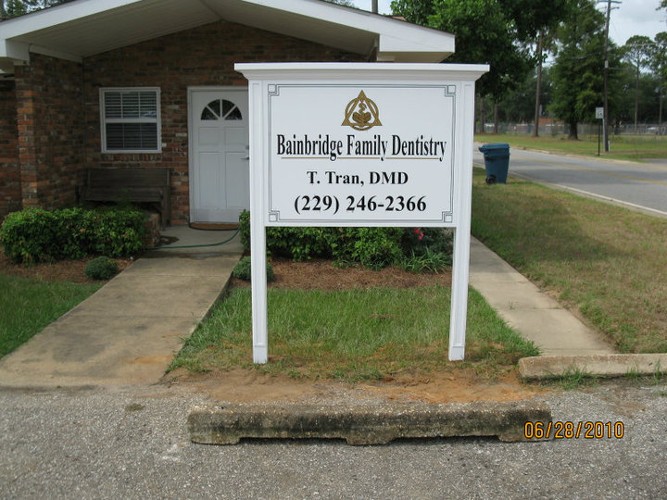 Bainbridge Family Dentistry
T. Tran, DMD
(229) 246-2366
06/28/2010